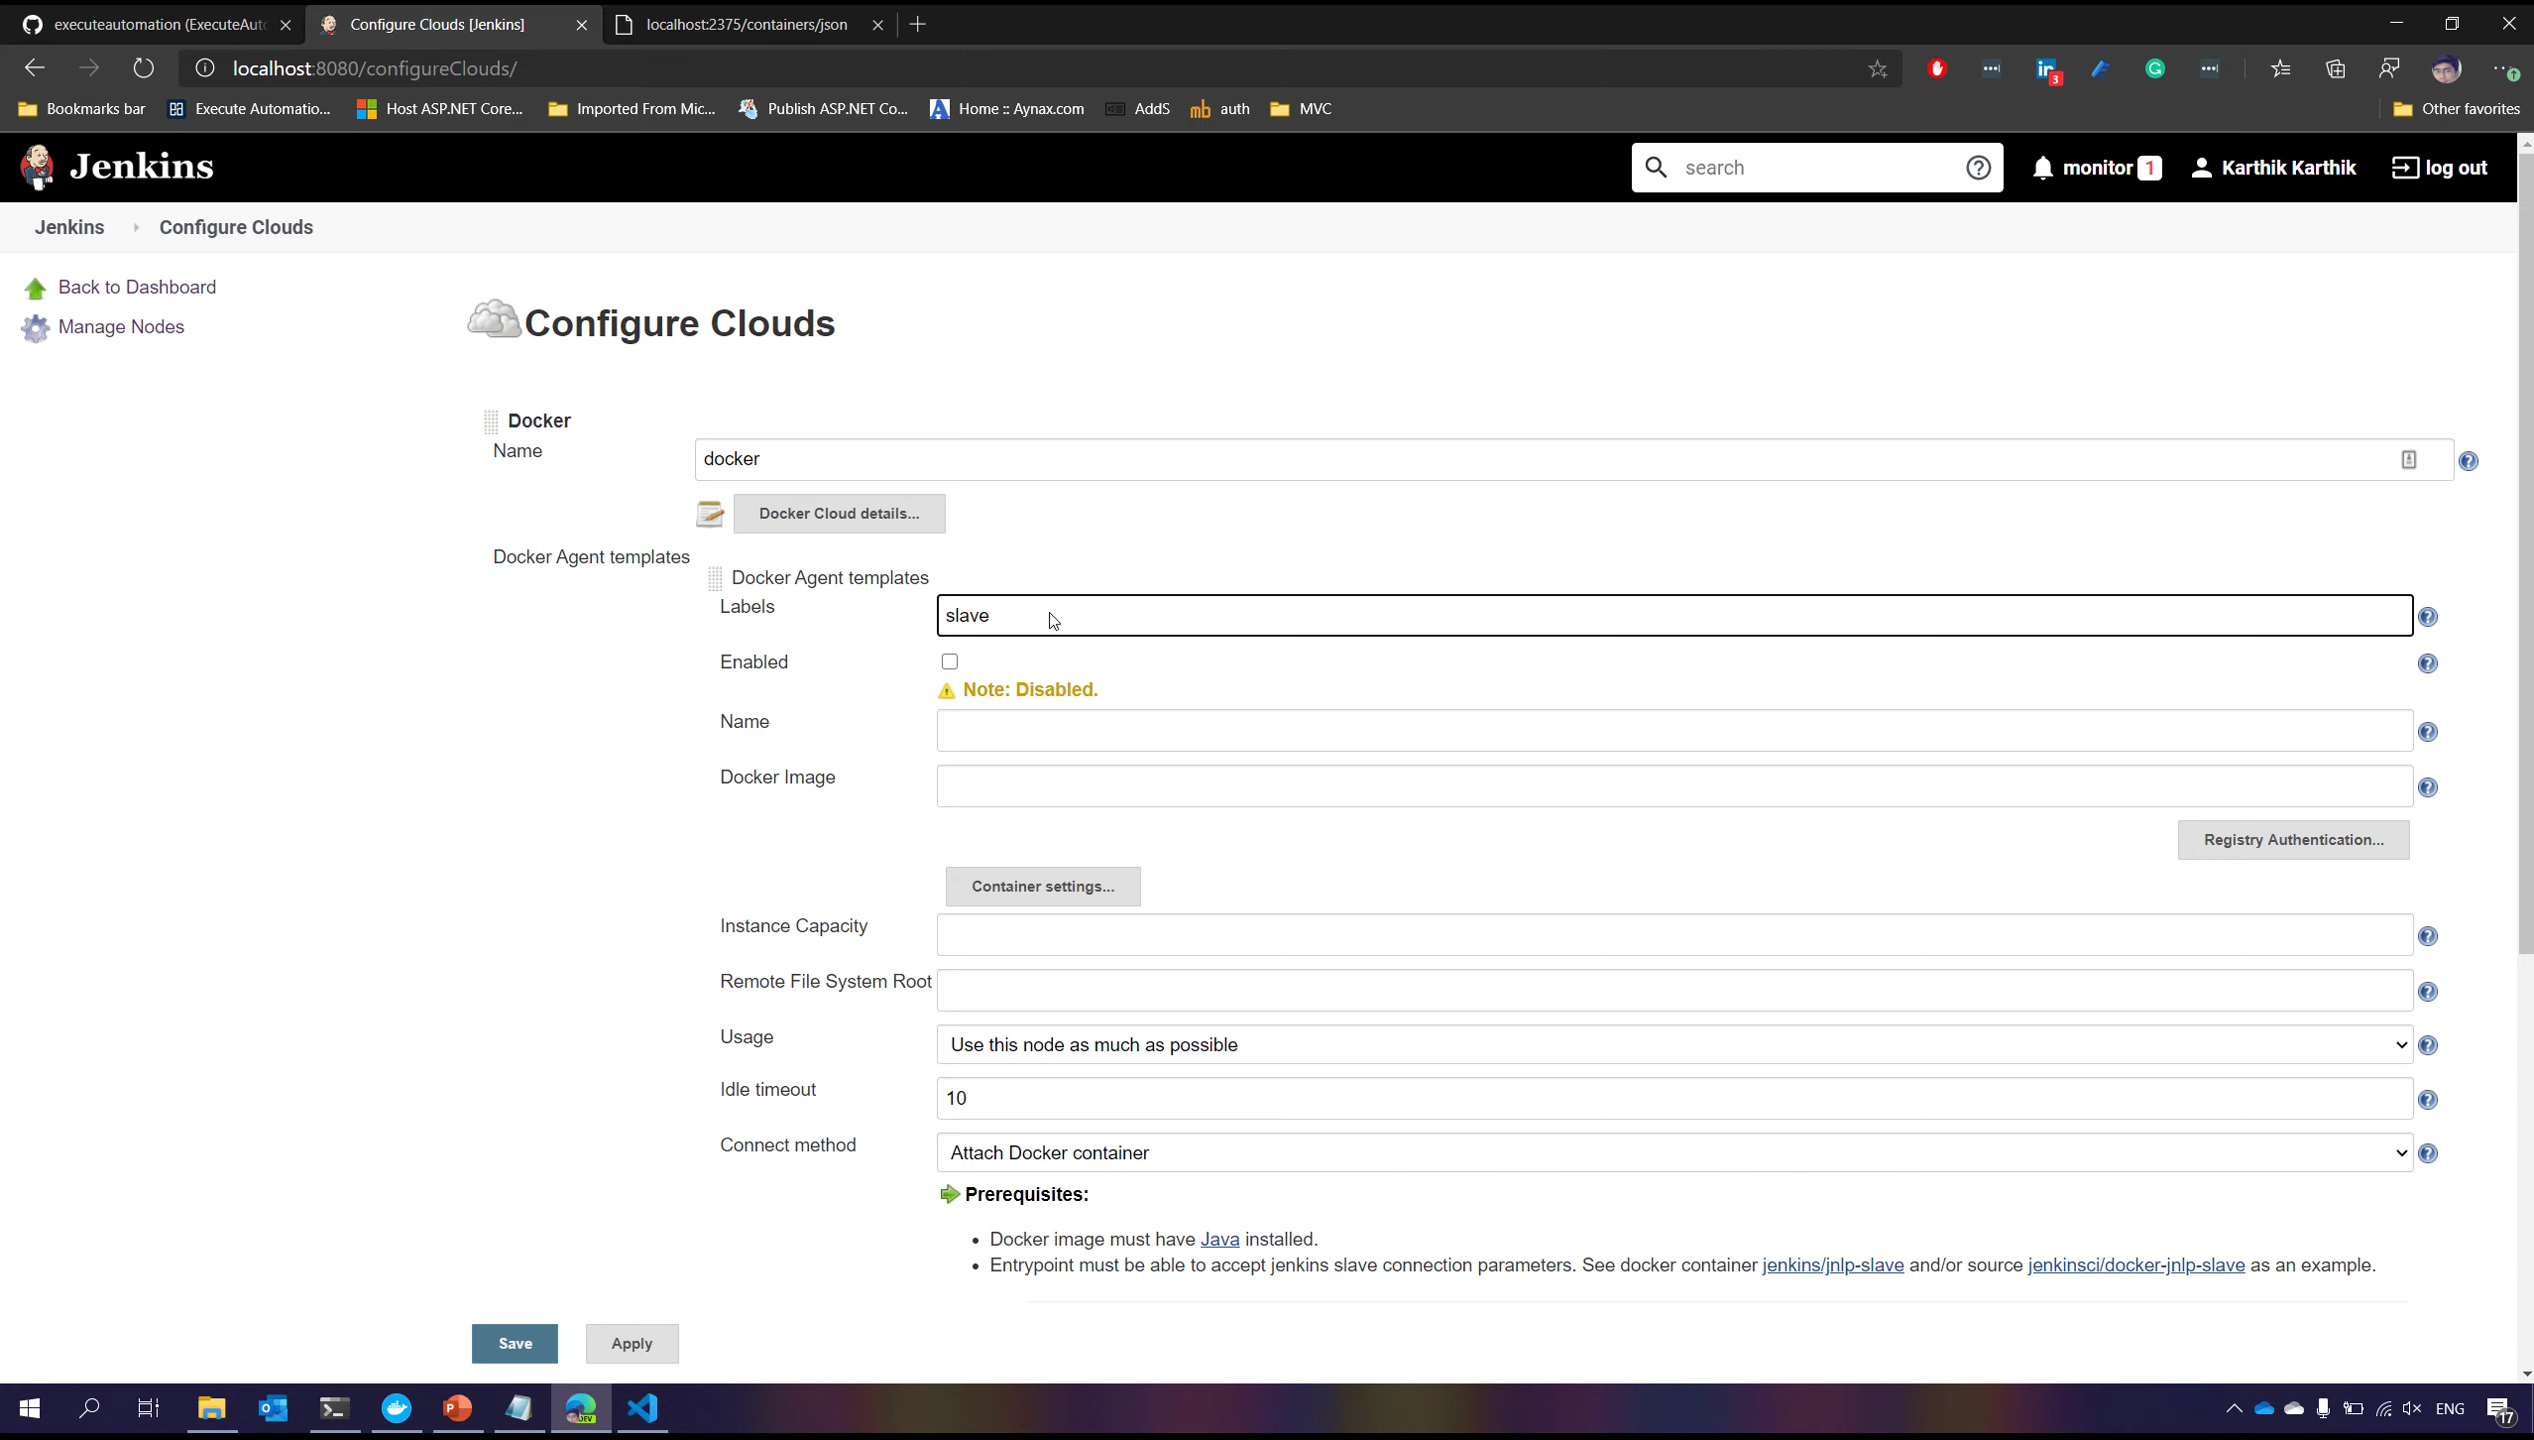 executeautomation (ExecuteAuto
Configure Clouds [Jenkins]
localhost:2375/containers/json
localhost:8080/configureClouds/
in 3
Bookmarks bar
Execute Automatio...
Host ASP.NET Core...
Imported From Mic...
Publish ASP.NET Co...
Home :: Aynax.com
AddS
mb auth
MVC
Other favorites
Jenkins
search
monitor 1
Karthik Karthik
log out
Jenkins
Configure Clouds
Back to Dashboard
Manage Nodes
Configure Clouds
Docker
Name
docker
Docker Cloud details...
Docker Agent templates
Docker Agent templates
Labels
slave
Enabled
Note: Disabled.
Name
Docker Image
Registry Authentication...
Container settings...
Instance Capacity
Remote File System Root
Usage
Use this node as much as possible
Idle timeout
10
Connect method
Attach Docker container
Prerequisites:
• Docker image must have Java installed.
• Entrypoint must be able to accept jenkins slave connection parameters. See docker container jenkins/jnlp-slave and/or source jenkinsci/docker-jnlp-slave as an example.
Save
Apply
DEV
ENG
17